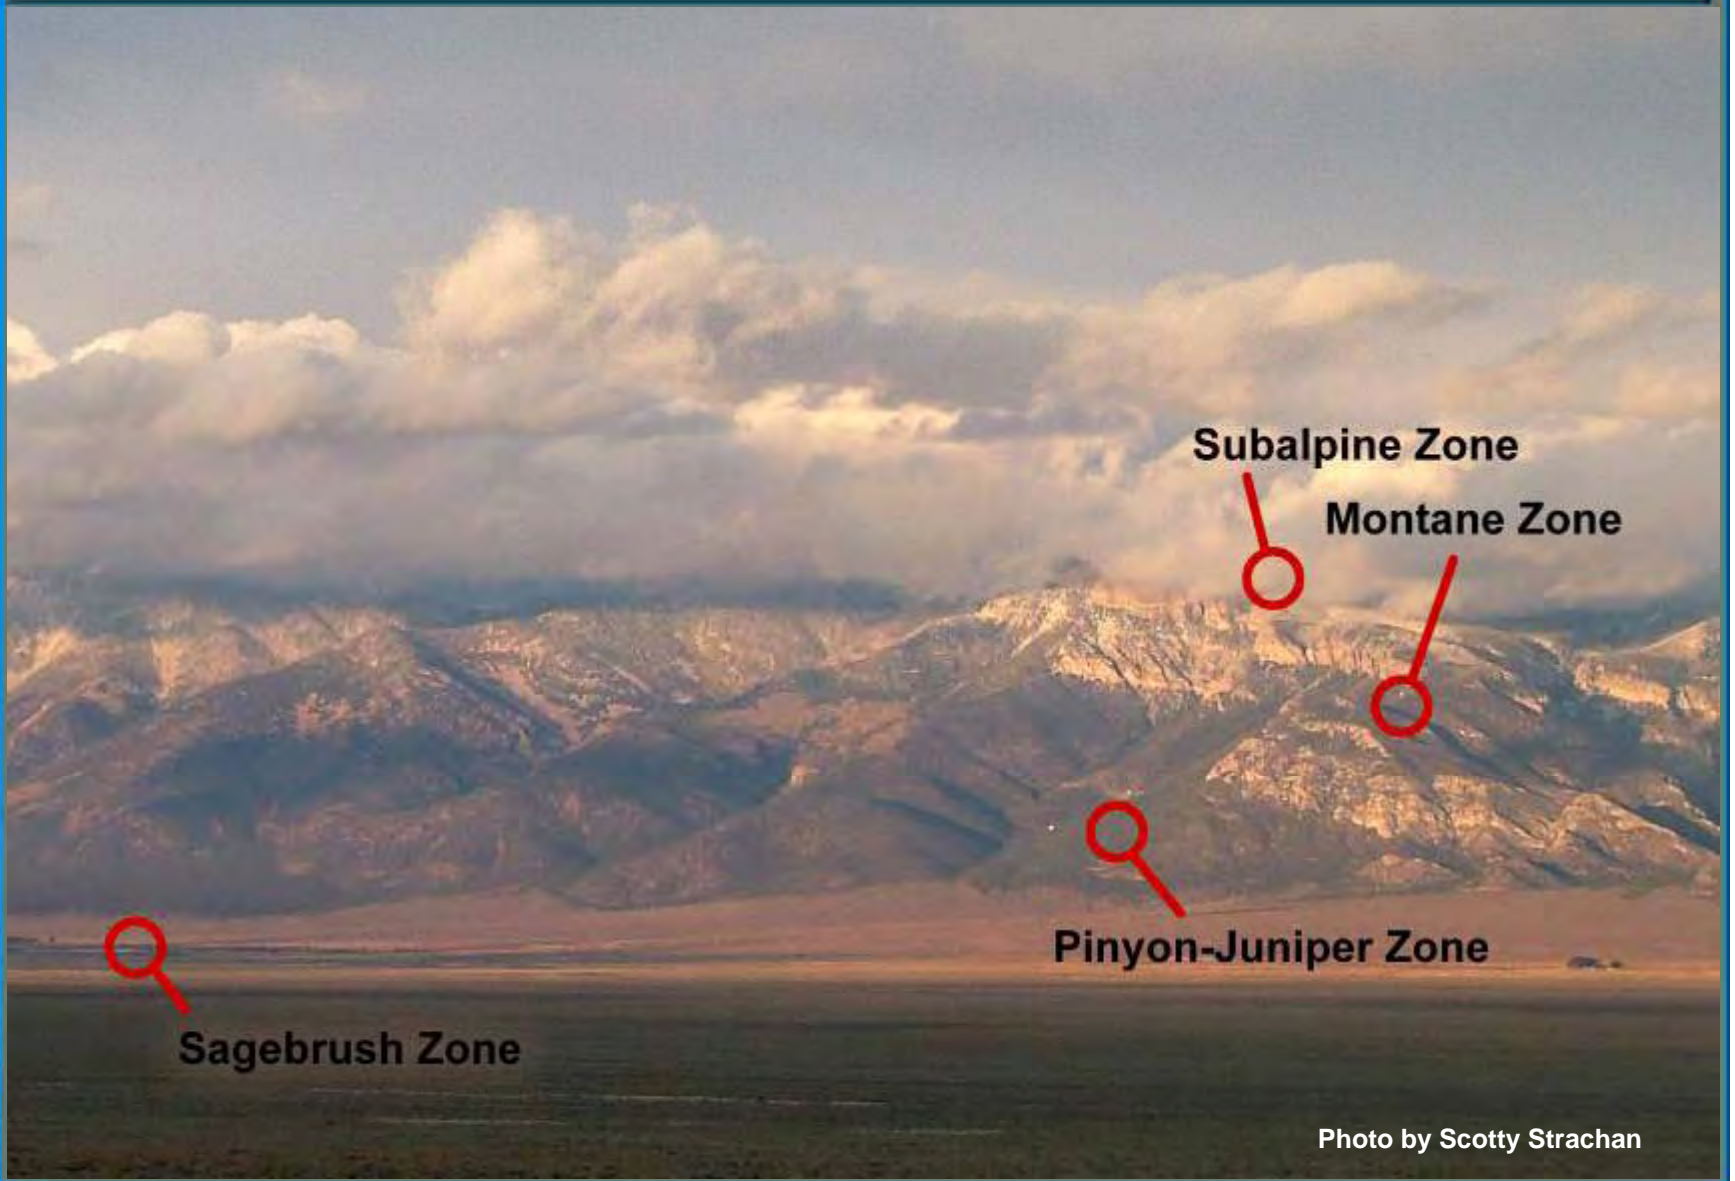 Subalpine Zone
Montane Zone
Pinyon-Juniper Zone
Sagebrush Zone
Photo by Scotty Strachan